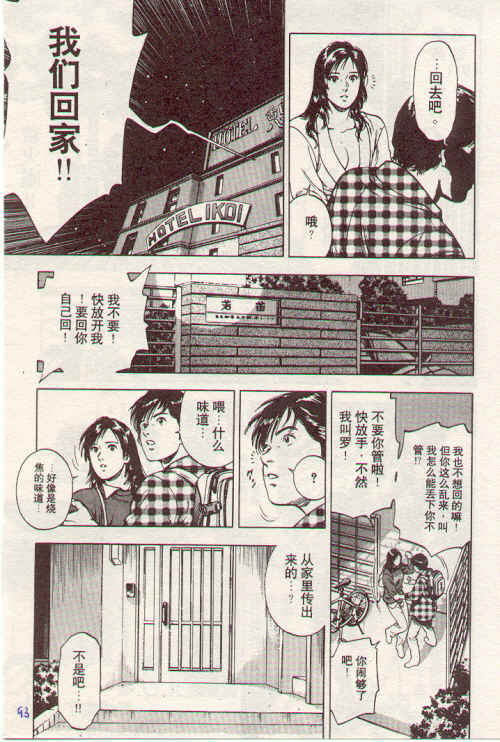 …回去吧。
哦？
我们回家!!
HOTEL
HOTEL IKOI
我不要！
快放开我
！要回你
自己回！
我也不想回的嘛！
但你这么乱来，叫
我怎么能丢下你不
管!?
不要你管啦！
快放手，不然
我叫罗！
你闹够了
吧！
？
喂…什么
味道…
…好像是烧
焦的味道…
从家里传出
来的…？
不是吧…!!
93